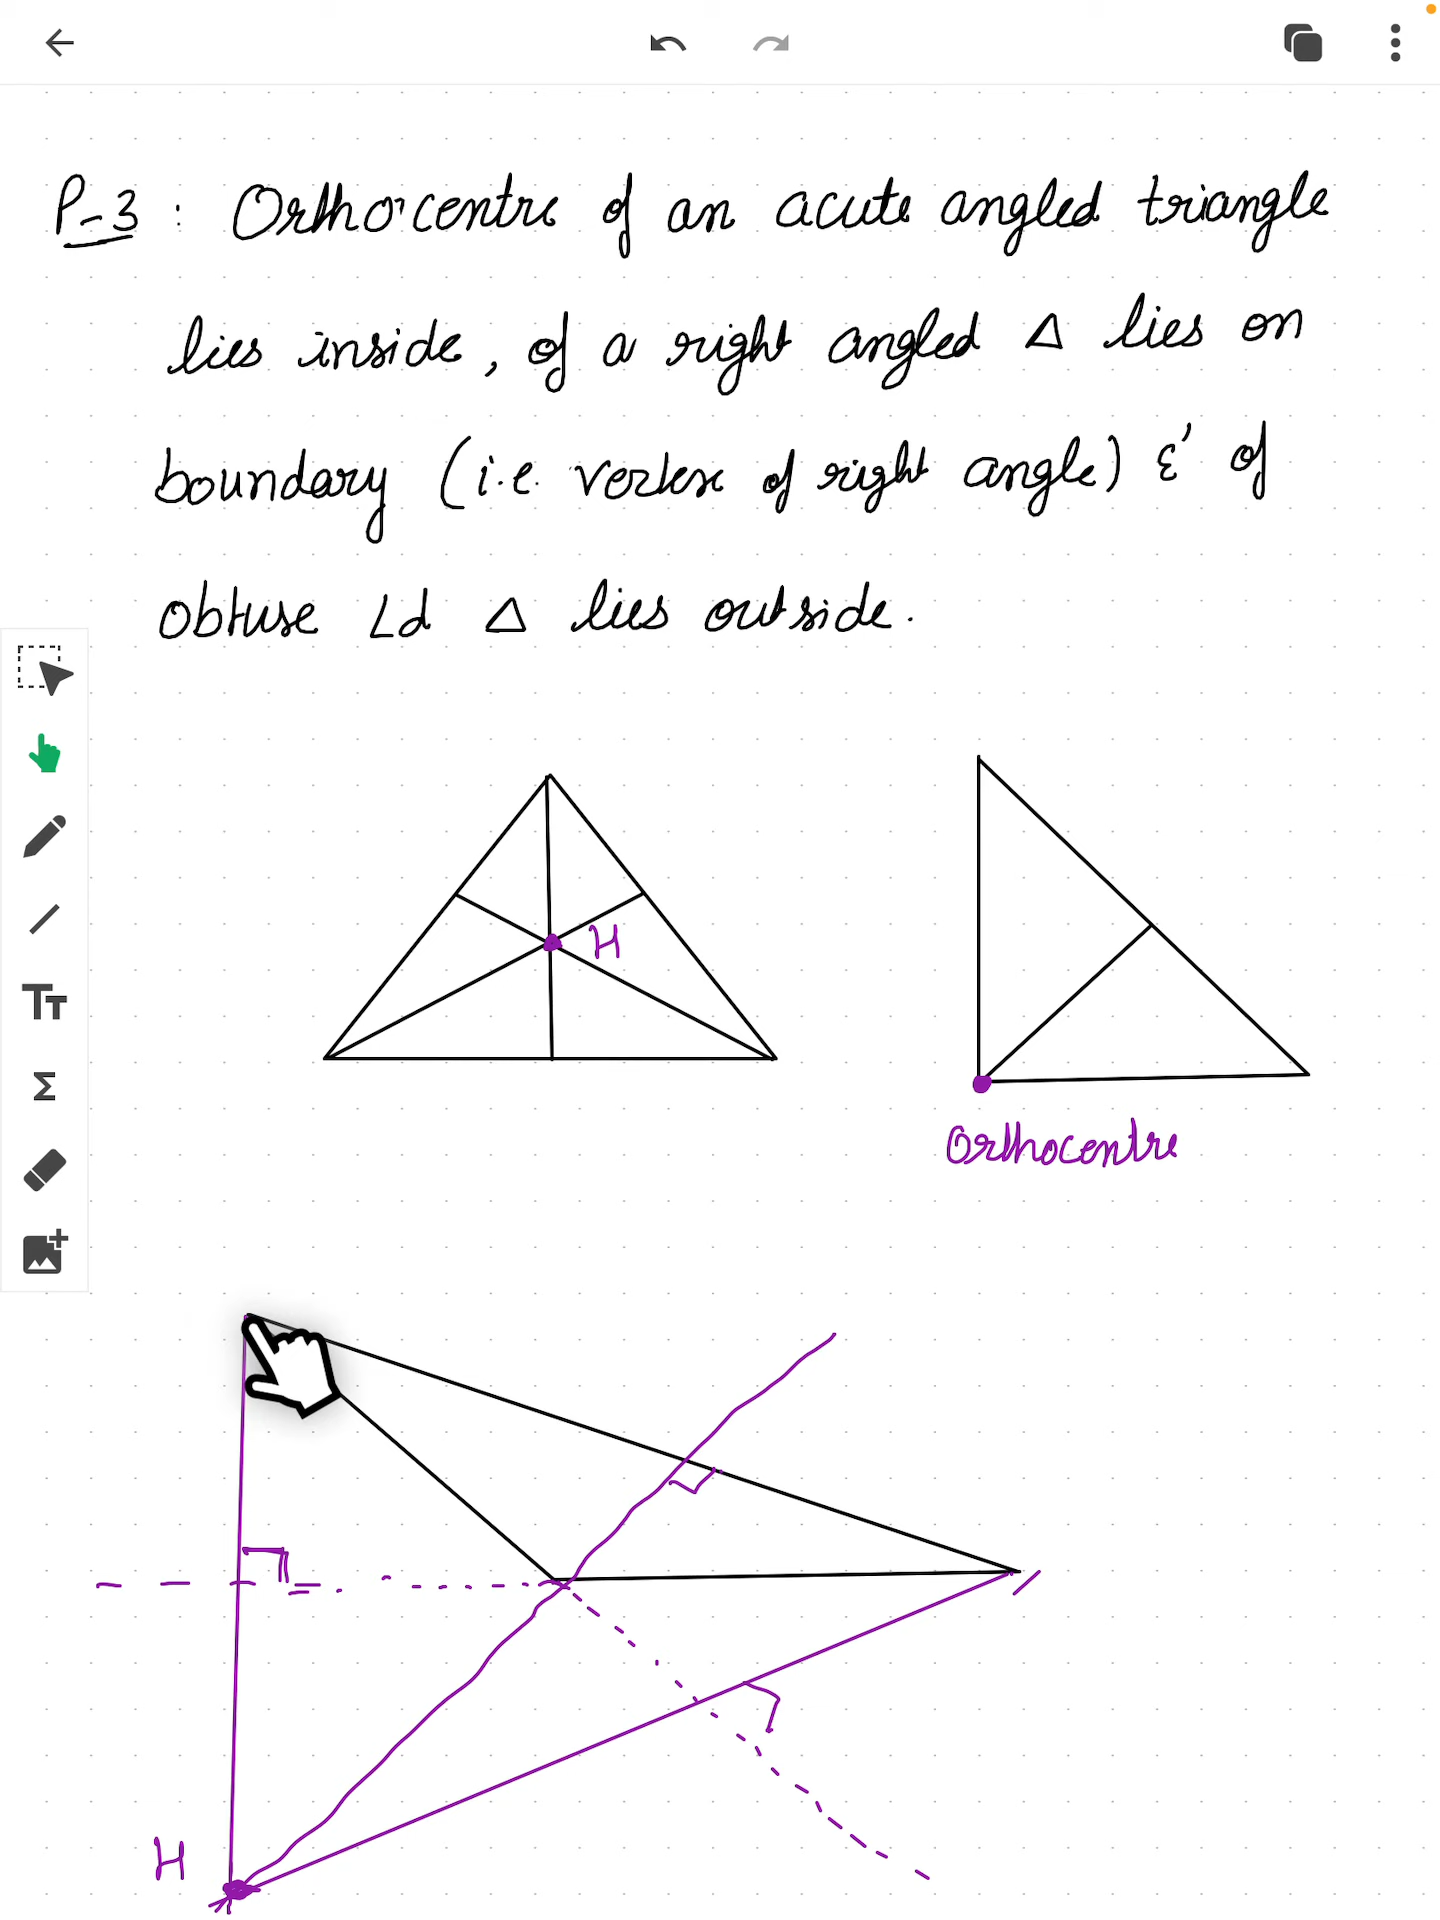 P-3 : Orthocentre of an acute angled triangle
lies inside, of a right angled Δ lies on
boundary (i.e. vertex of right angle) & of
obtuse ∠d Δ lies outside.
H
Orthocentre
H
TT
Σ